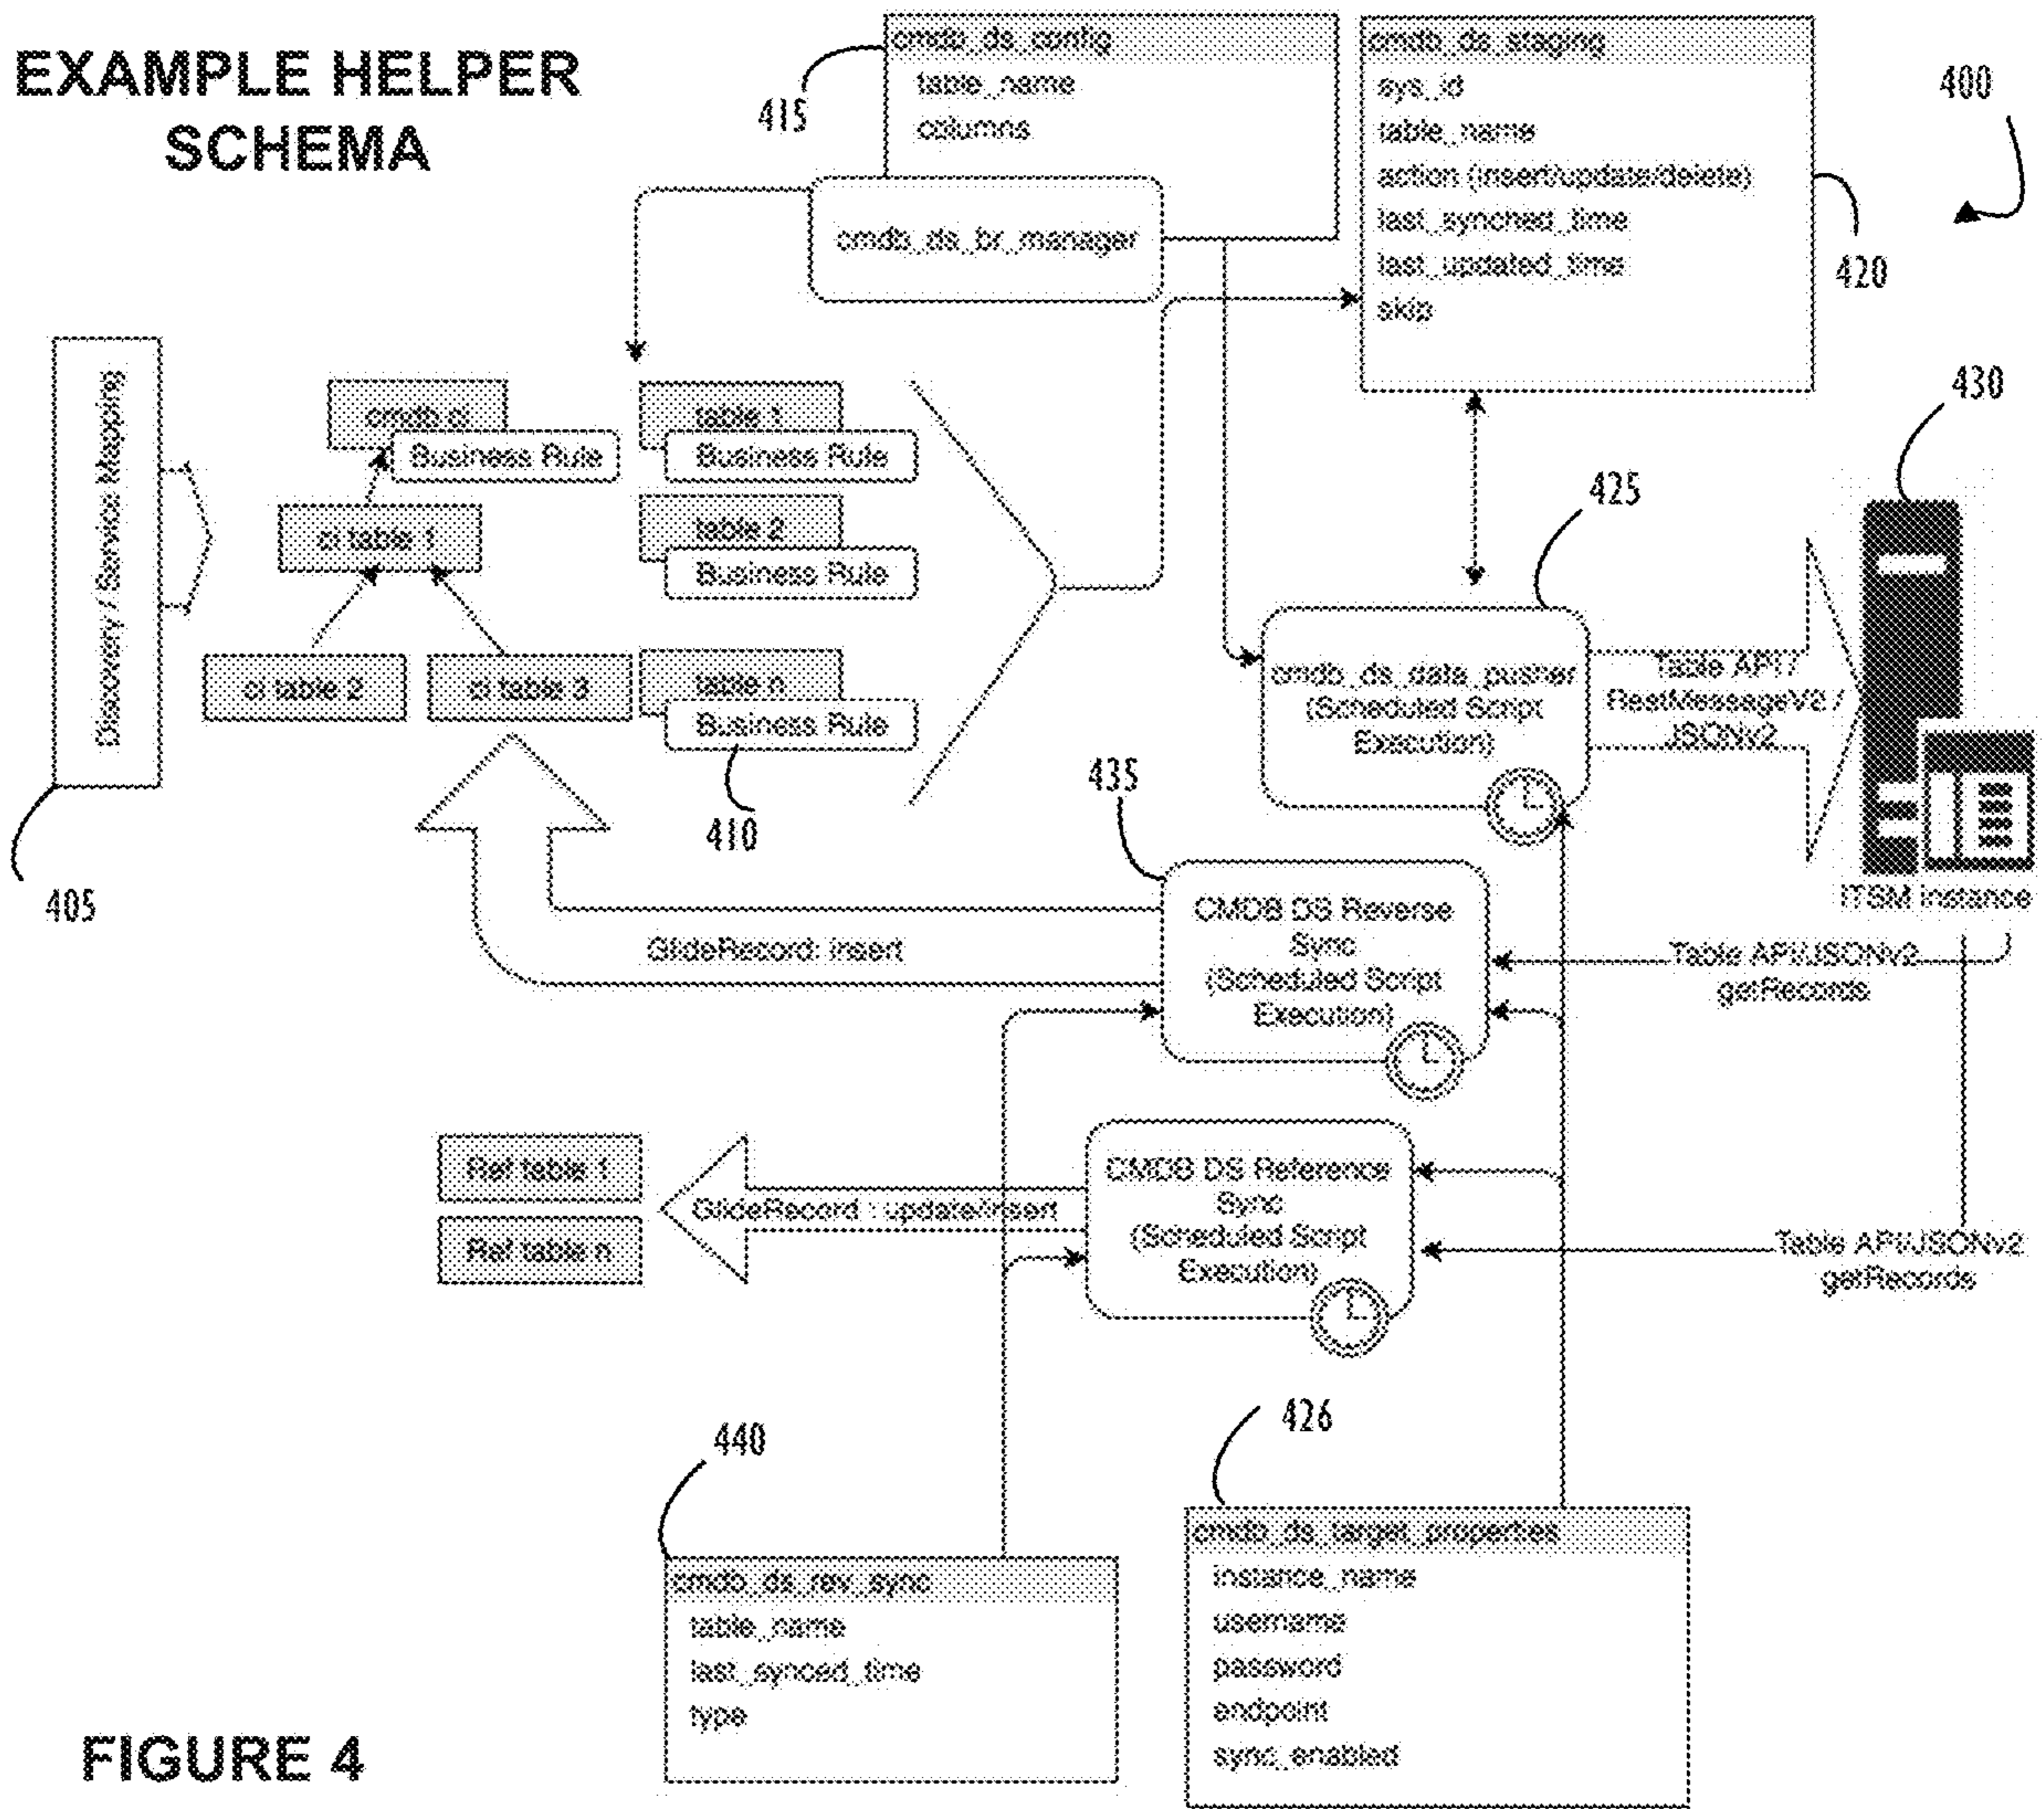 EXAMPLE HELPER
SCHEMA
cmdb_ds_config
table_name
columns
415
cmdb_ds_br_manager
cmdb_ds_staging
sys_id
table_name
action (insert/update/delete)
last_synched_time
last_updated_time
skip
400
420
Discovery / Service Mapping
405
cmdb ci
Business Rule
ci table 1
ci table 2
ci table 3
table 1
Business Rule
table 2
Business Rule
table n
Business Rule
410
425
cmdb_ds_data_pusher
(Scheduled Script
Execution)
Table API /
RestMessageV2 /
JSONv2
430
ITSM instance
435
CMDB DS Reverse
Sync
(Scheduled Script
Execution)
GlideRecord: insert
Table API/JSONv2
getRecords
Ref table 1
Ref table n
GlideRecord : update/insert
CMDB DS Reference
Sync
(Scheduled Script
Execution)
Table API/JSONv2
getRecords
440
cmdb_ds_rev_sync
table_name
last_synced_time
type
426
cmdb_ds_target_properties
instance_name
username
password
endpoint
sync_enabled
FIGURE 4